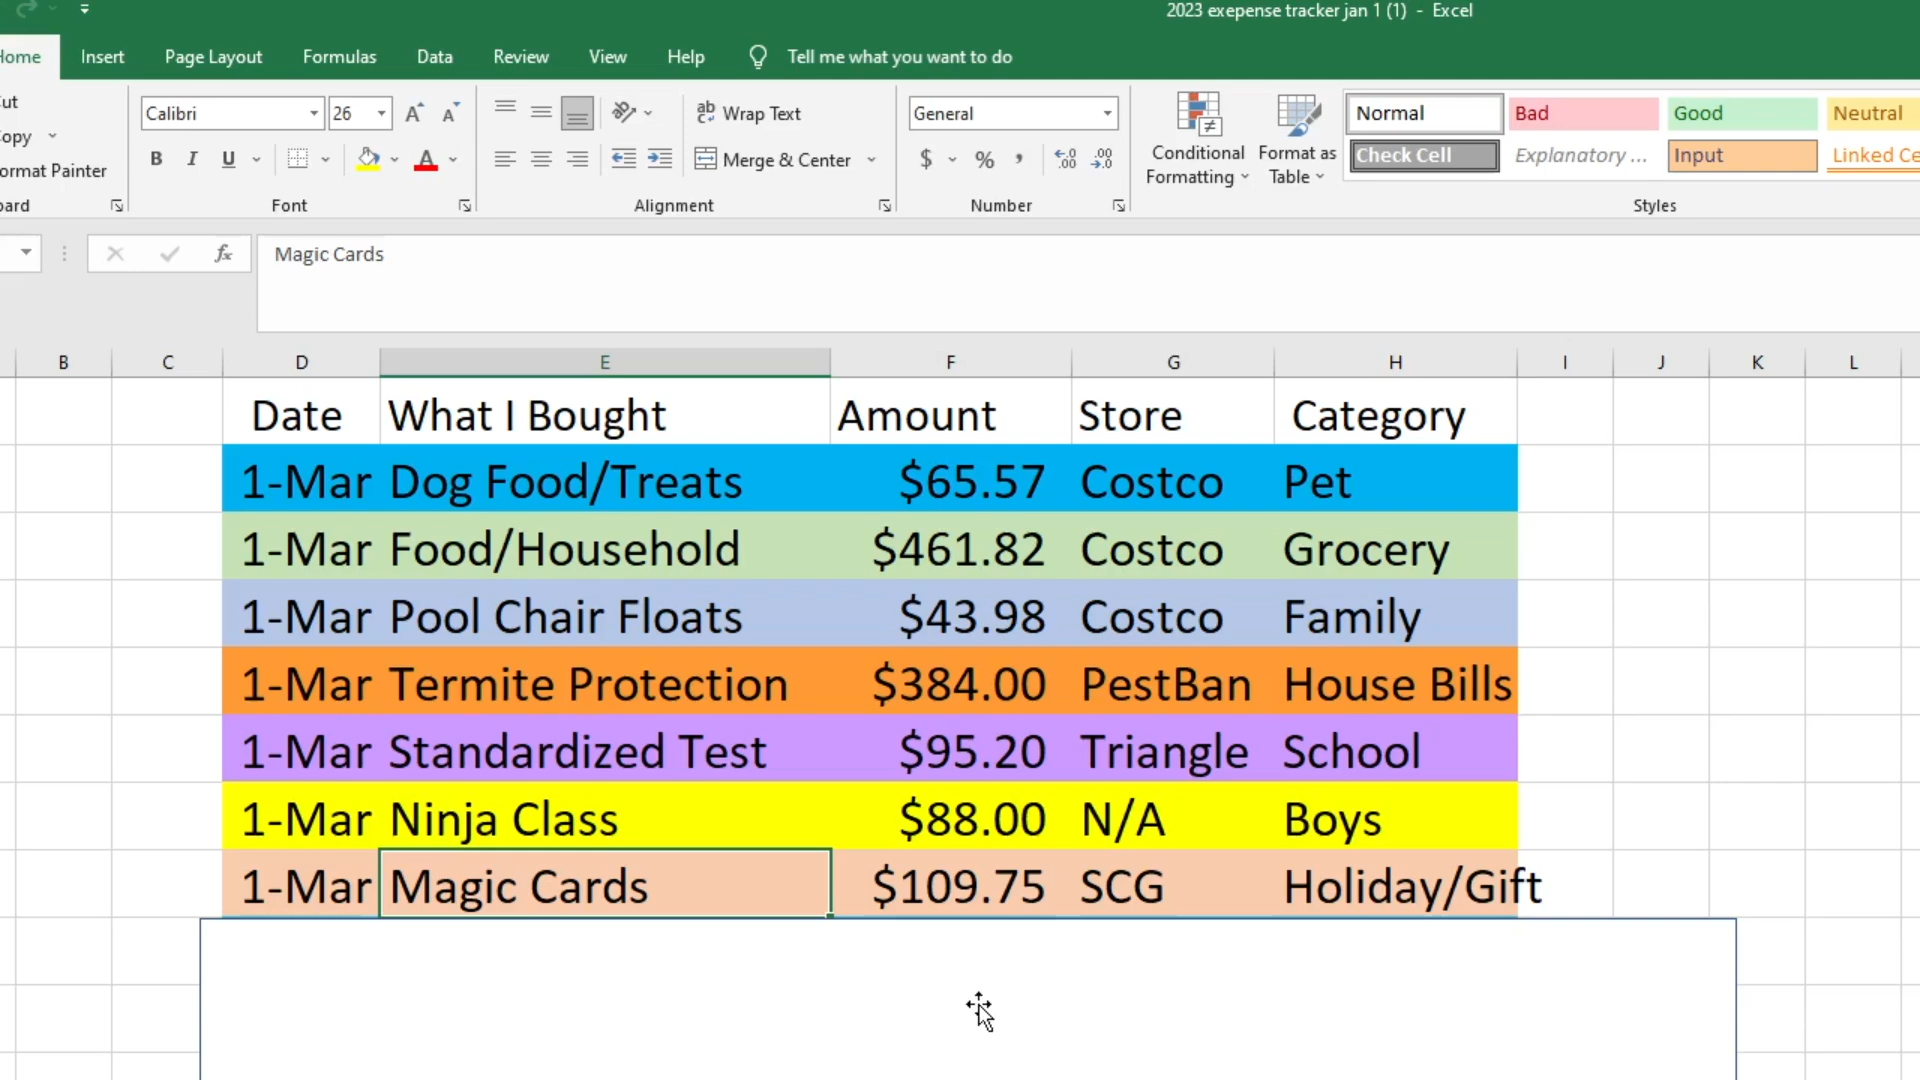 2023 exepense tracker jan 1 (1) - Excel
Home Insert Page Layout Formulas Data Review View Help Tell me what you want to do
Calibri 26 Wrap Text General Normal Bad Good Neutral
ormat Painter B I U A Merge & Center $ % Conditional Formatting Format as Table Check Cell Explanatory ... Input Linked Ce
Font Alignment Number Styles
fx Magic Cards
B C D E F G H I J K L
Date What I Bought Amount Store Category
1-Mar Dog Food/Treats $65.57 Costco Pet
1-Mar Food/Household $461.82 Costco Grocery
1-Mar Pool Chair Floats $43.98 Costco Family
1-Mar Termite Protection $384.00 PestBan House Bills
1-Mar Standardized Test $95.20 Triangle School
1-Mar Ninja Class $88.00 N/A Boys
1-Mar Magic Cards $109.75 SCG Holiday/Gift